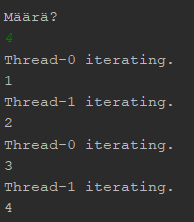 Määrä?
4
Thread-0 iterating.
1
Thread-1 iterating.
2
Thread-0 iterating.
3
Thread-1 iterating.
4